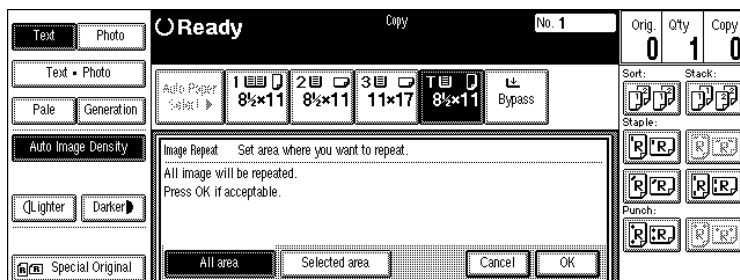 Text Photo
Text • Photo
Pale Generation
Auto Image Density
Lighter Darker
Special Original
Ready
Copy
No. 1
Auto Paper Select
1 8½×11
2 8½×11
3 11×17
T 8½×11
Bypass
Image Repeat Set area where you want to repeat.
All image will be repeated.
Press OK if acceptable.
All area Selected area Cancel OK
Orig. Q'ty Copy
0 1 0
Sort: Stack:
Staple:
Punch: